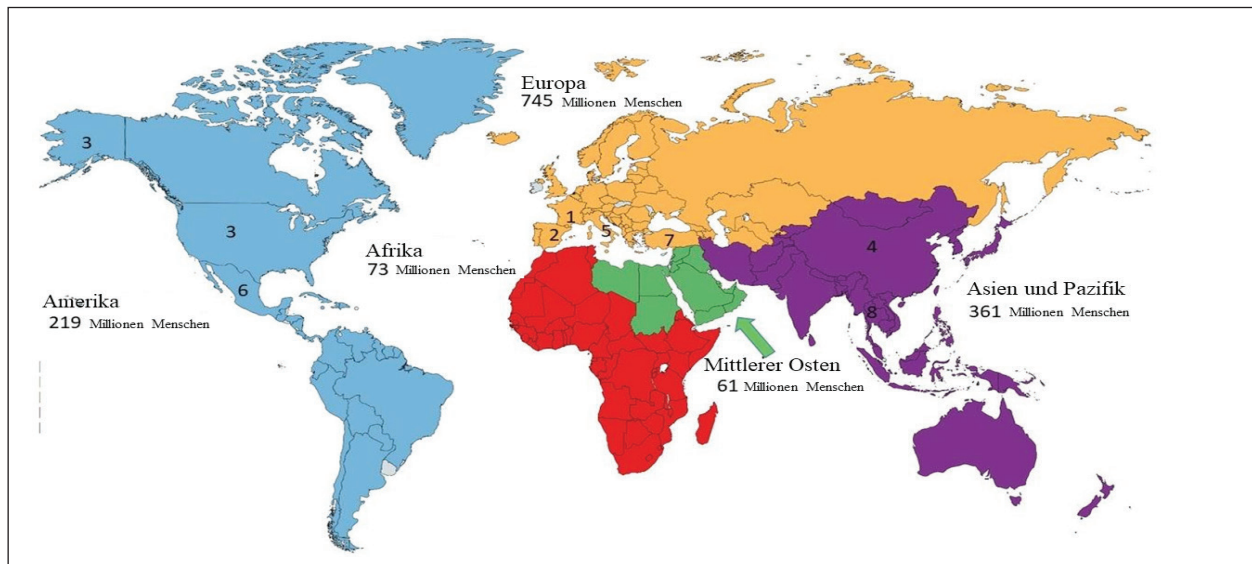 Europa
745 Millionen Menschen
3
3
6
Amerika
219 Millionen Menschen
Afrika
73 Millionen Menschen
1
2
5
7
4
8
Asien und Pazifik
361 Millionen Menschen
Mittlerer Osten
61 Millionen Menschen